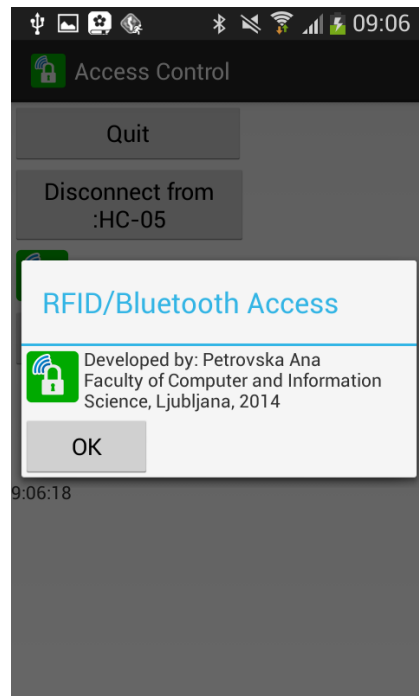 09:06
Access Control
Quit
Disconnect from
:HC-05
RFID/Bluetooth Access
Developed by: Petrovska Ana
Faculty of Computer and Information
Science, Ljubljana, 2014
OK
9:06:18